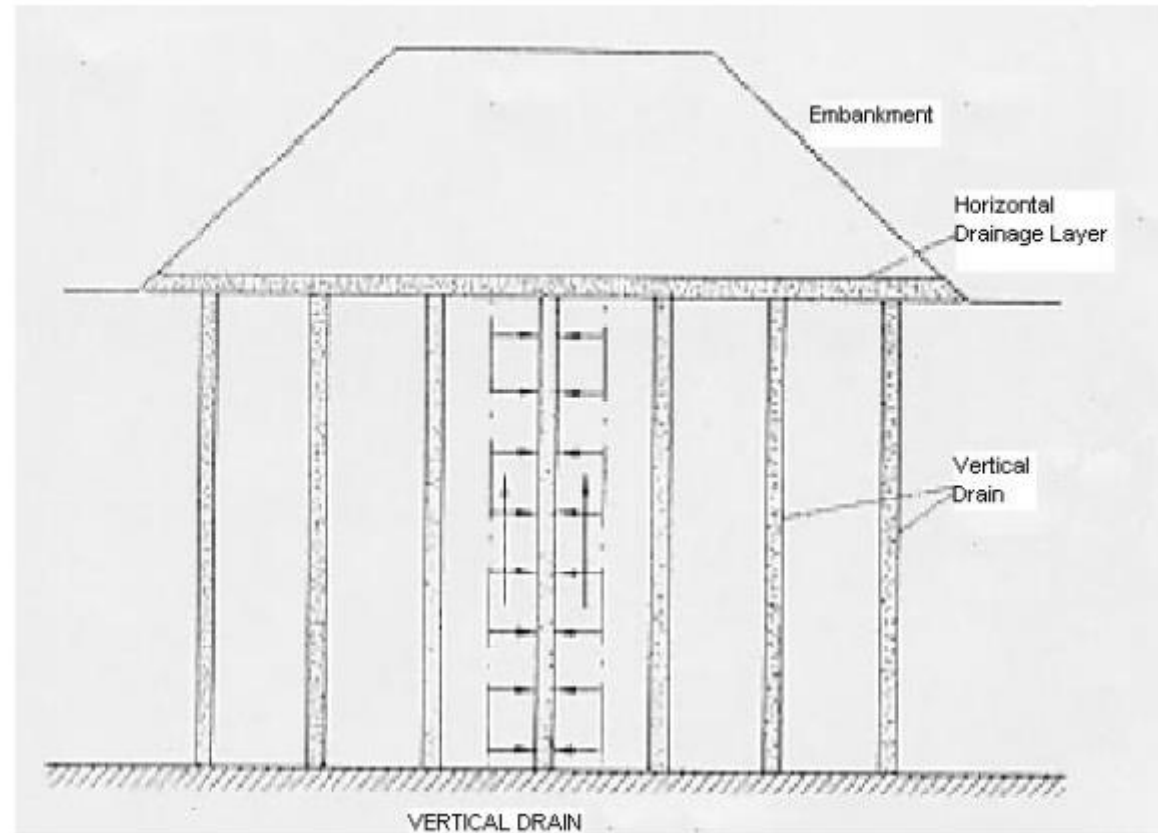 Embankment
Horizontal
Drainage Layer
Vertical
Drain
VERTICAL DRAIN